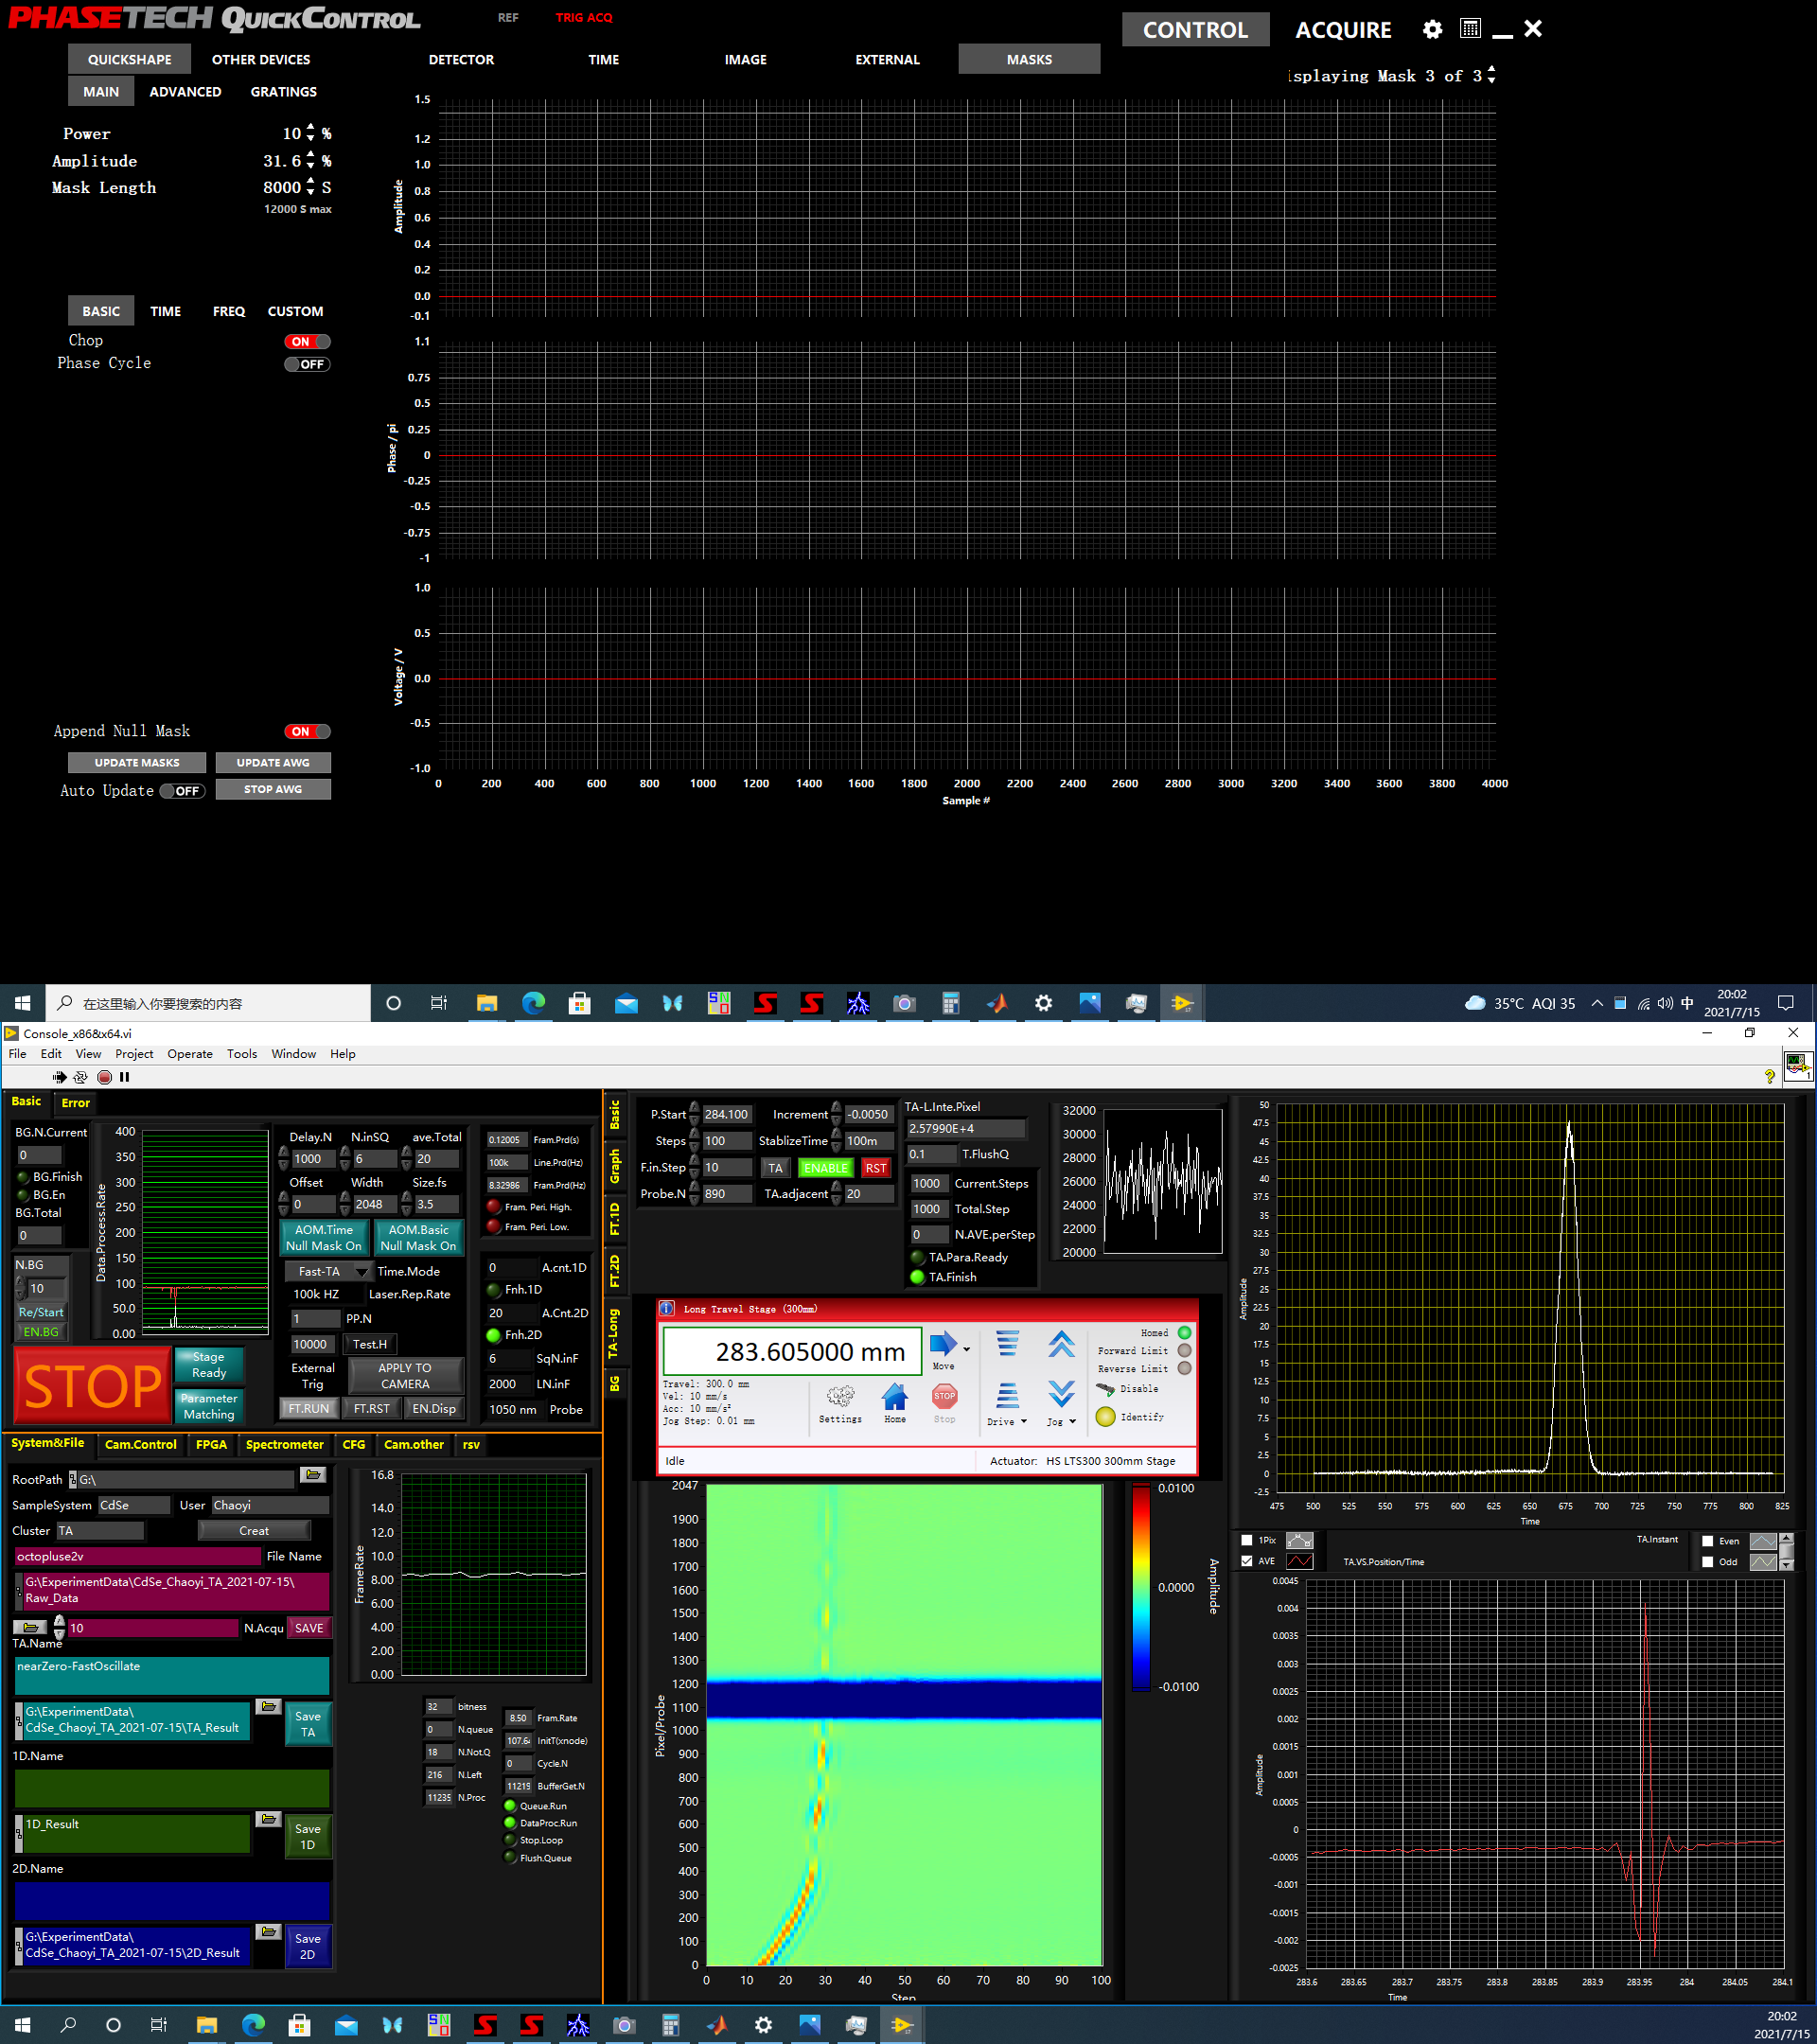 PHASETECH QUICKCONTROL
REF TRIG ACQ
CONTROL ACQUIRE
QUICKSHAPE OTHER DEVICES
DETECTOR TIME IMAGE EXTERNAL MASKS
MAIN ADVANCED GRATINGS
isplaying Mask 3 of 3
Power 10 %
Amplitude 31.6 %
Mask Length 8000 S
12000 S max
BASIC TIME FREQ CUSTOM
Chop ON
Phase Cycle OFF
Append Null Mask ON
UPDATE MASKS UPDATE AWG
Auto Update OFF STOP AWG
Amplitude
1.5
1.2
1.0
0.8
0.6
0.4
0.2
0.0
-0.1
Phase / pi
1.1
0.75
0.5
0.25
0
-0.25
-0.5
-0.75
-1
Voltage / V
1.0
0.5
0.0
-0.5
-1.0
0 200 400 600 800 1000 1200 1400 1600 1800 2000 2200 2400 2600 2800 3000 3200 3400 3600 3800 4000
Sample #
在这里输入你要搜索的内容
35°C AQI 35
中
20:02
2021/7/15
Console_x86&x64.vi
File Edit View Project Operate Tools Window Help
Basic Error
BG.N.Current
0
BG.Finish
BG.En
BG.Total
0
N.BG
10
Re/Start
EN.BG
Data.Process.Rate
400
350
300
250
200
150
100
50.0
0.00
Delay.N N.inSQ ave.Total
1000 6 20
Offset Width Size.fs
0 2048 3.5
AOM.Time
Null Mask On
AOM.Basic
Null Mask On
Fast-TA Time.Mode
100k HZ Laser.Rep.Rate
1 PP.N
10000 Test.H
External
Trig
APPLY TO
CAMERA
FT.RUN FT.RST EN.Disp
STOP
Stage
Ready
Parameter
Matching
0.12005 Fram.Prd(s)
100k Line.Prd(Hz)
8.32986 Fram.Prd(Hz)
Fram. Peri. High.
Fram. Peri. Low.
0 A.cnt.1D
Fnh.1D
20 A.Cnt.2D
Fnh.2D
6 SqN.inF
2000 LN.inF
1050 nm Probe
System&File Cam.Control FPGA Spectrometer CFG Cam.other rsv
RootPath G:\
SampleSystem CdSe User Chaoyi
Cluster TA Creat
octopluse2v File Name
G:\ExperimentData\CdSe_Chaoyi_TA_2021-07-15\
Raw_Data
10 N.Acqu SAVE
TA.Name
nearZero-FastOscillate
G:\ExperimentData\
CdSe_Chaoyi_TA_2021-07-15\TA_Result
Save
TA
1D.Name
1D_Result
Save
1D
2D.Name
G:\ExperimentData\
CdSe_Chaoyi_TA_2021-07-15\2D_Result
Save
2D
FrameRate
16.8
14.0
12.0
10.0
8.00
6.00
4.00
2.00
0.00
32 bitness
0 N.queue
18 N.Not.Q
216 N.Left
11235 N.Proc
8.50 Fram.Rate
107.64 InitT(xnode)
0 Cycle.N
11219 BufferGet.N
Queue.Run
DataProc.Run
Stop.Loop
Flush.Queue
Basic
Graph
FT.1D
FT.2D
TA-Long
BG
P.Start 284.100 Increment -0.0050
Steps 100 StablizeTime 100m
F.in.Step 10 TA ENABLE RST
Probe.N 890 TA.adjacent 20
TA-L.Inte.Pixel
2.57990E+4
0.1 T.FlushQ
1000 Current.Steps
1000 Total.Step
0 N.AVE.perStep
TA.Para.Ready
TA.Finish
32000
30000
28000
26000
24000
22000
20000
Long Travel Stage (300mm)
283.605000 mm
Travel: 300.0 mm
Vel: 10 mm/s
Acc: 10 mm/s²
Jog Step: 0.01 mm
Move
Settings Home Stop
STOP
Drive Jog
Homed
Forward Limit
Reverse Limit
Disable
Identify
Idle Actuator: HS LTS300 300mm Stage
Pixel/Probe
2047
1900
1800
1700
1600
1500
1400
1300
1200
1100
1000
900
800
700
600
500
400
300
200
100
0
0 10 20 30 40 50 60 70 80 90 100
Step
0.0100
0.0000
-0.0100
Amplitude
Amplitude
50
47.5
45
42.5
40
37.5
35
32.5
30
27.5
25
22.5
20
17.5
15
12.5
10
7.5
5
2.5
0
-2.5
475 500 525 550 575 600 625 650 675 700 725 750 775 800 825
Time
1Pix
AVE
TA.VS.Position/Time
TA.Instant
Even
Odd
Amplitude
0.0045
0.004
0.0035
0.003
0.0025
0.002
0.0015
0.001
0.0005
0
-0.0005
-0.001
-0.0015
-0.002
-0.0025
283.6 283.65 283.7 283.75 283.8 283.85 283.9 283.95 284 284.05 284.1
Time
20:02
2021/7/15